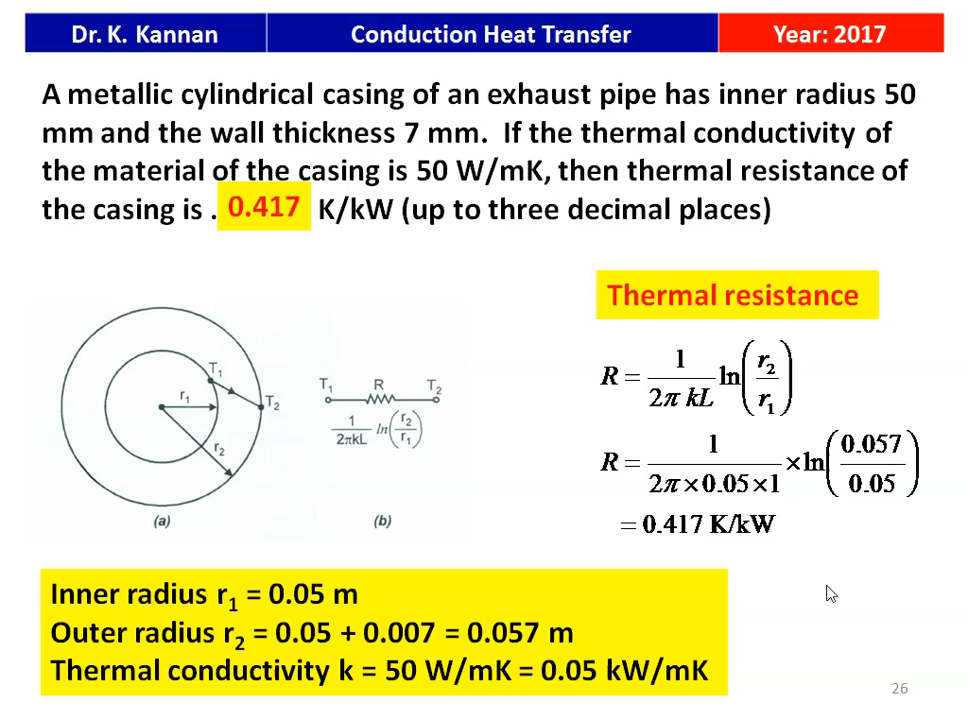 Dr. K. Kannan
Conduction Heat Transfer
Year: 2017
A metallic cylindrical casing of an exhaust pipe has inner radius 50
mm and the wall thickness 7 mm. If the thermal conductivity of
the material of the casing is 50 W/mK, then thermal resistance of
the casing is . 0.417 K/kW (up to three decimal places)
Thermal resistance
R = 1/(2π kL) ln(r₂/r₁)
R = 1/(2π×0.05×1) × ln(0.057/0.05)
= 0.417 K/kW
T₁
r₁
T₂
r₂
(a)
T₁ R T₂
1/(2πkL) ln(r₂/r₁)
(b)
Inner radius r₁ = 0.05 m
Outer radius r₂ = 0.05 + 0.007 = 0.057 m
Thermal conductivity k = 50 W/mK = 0.05 kW/mK
26